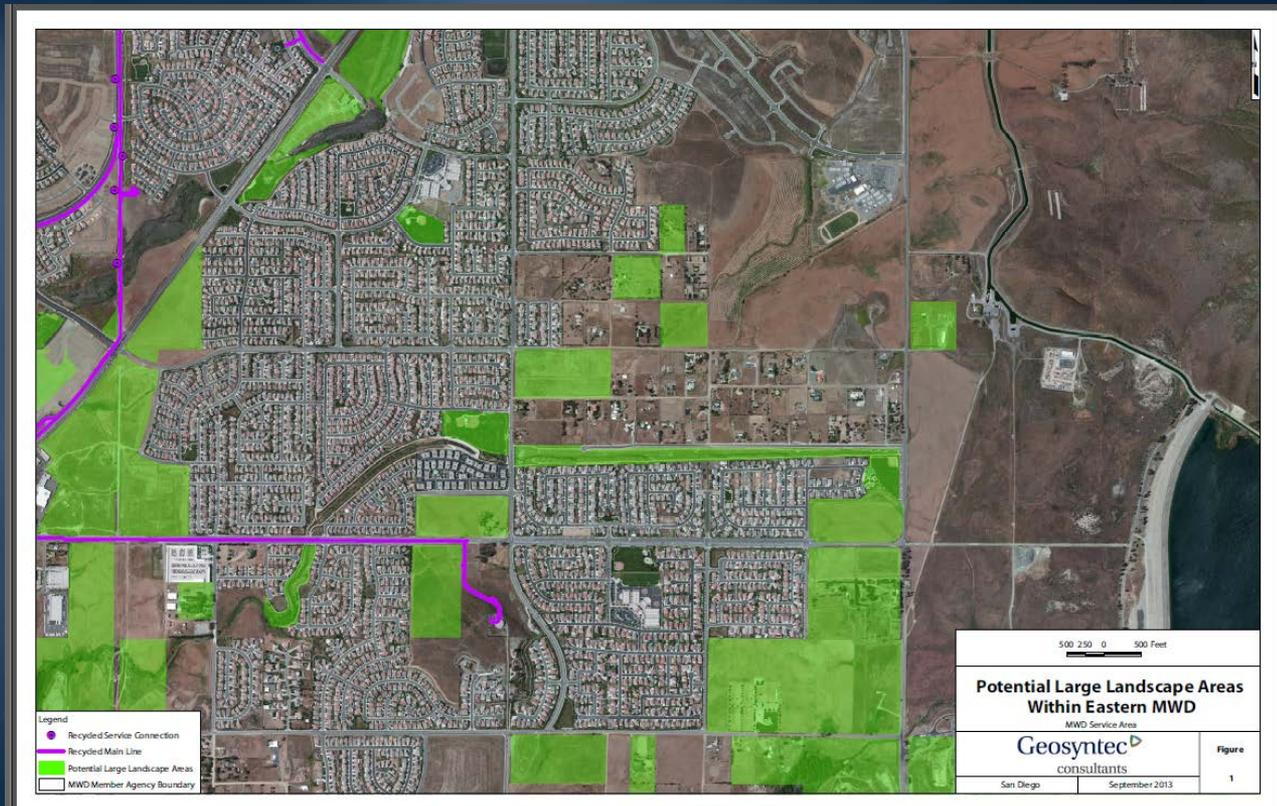 500 250 0 500 Feet
Potential Large Landscape Areas
Within Eastern MWD
MWD Service Area
Geosyntec
consultants
San Diego
September 2013
Figure
1
Legend
Recycled Service Connection
Recycled Main Line
Potential Large Landscape Areas
MWD Member Agency Boundary